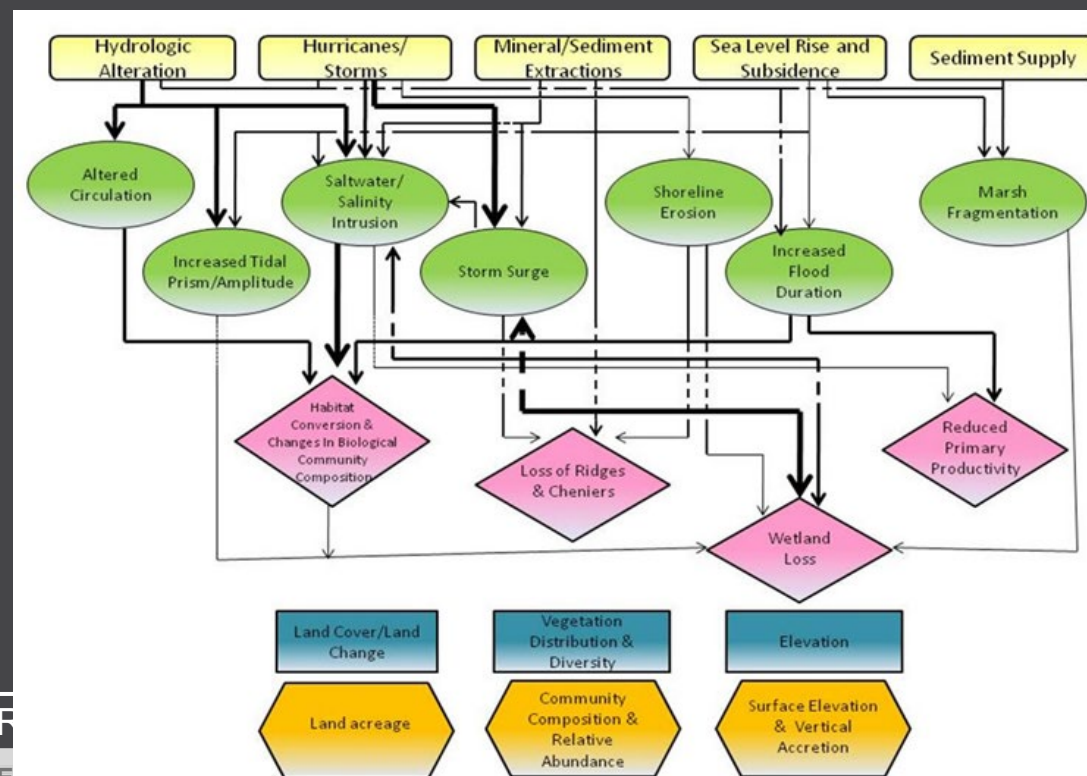 Hydrologic
Alteration
Hurricanes/
Storms
Mineral/Sediment
Extractions
Sea Level Rise and
Subsidence
Sediment Supply
Altered
Circulation
Saltwater/
Salinity
Intrusion
Shoreline
Erosion
Marsh
Fragmentation
Increased Tidal
Prism/Amplitude
Storm Surge
Increased
Flood
Duration
Habitat
Conversion &
Changes In Biological
Community
Composition
Loss of Ridges
& Cheniers
Reduced
Primary
Productivity
Wetland
Loss
Land Cover/Land
Change
Vegetation
Distribution &
Diversity
Elevation
Land acreage
Community
Composition &
Relative
Abundance
Surface Elevation
& Vertical
Accretion